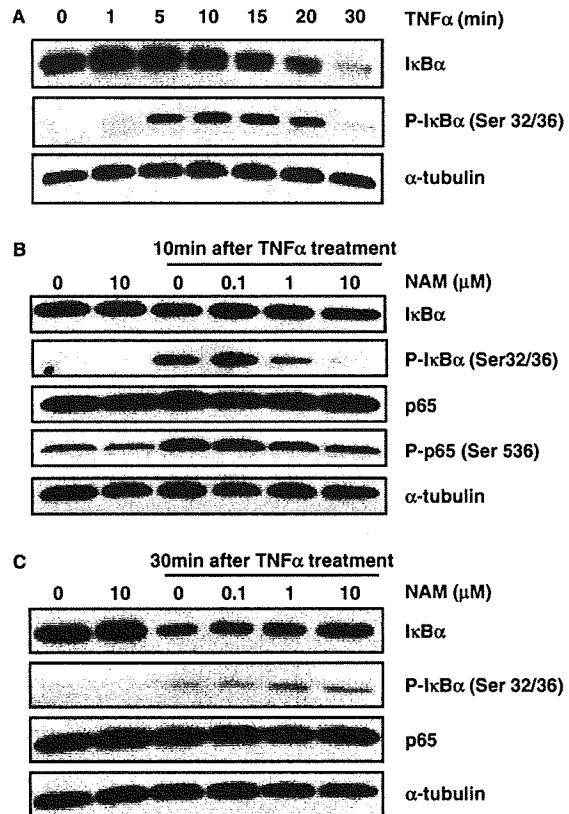 A 0 1 5 10 15 20 30 TNFα (min)
IκBα
P-IκBα (Ser 32/36)
α-tubulin
10min after TNFα treatment
B 0 10 0 0.1 1 10 NAM (μM)
IκBα
P-IκBα (Ser32/36)
p65
P-p65 (Ser 536)
α-tubulin
30min after TNFα treatment
C 0 10 0 0.1 1 10 NAM (μM)
IκBα
P-IκBα (Ser 32/36)
p65
α-tubulin